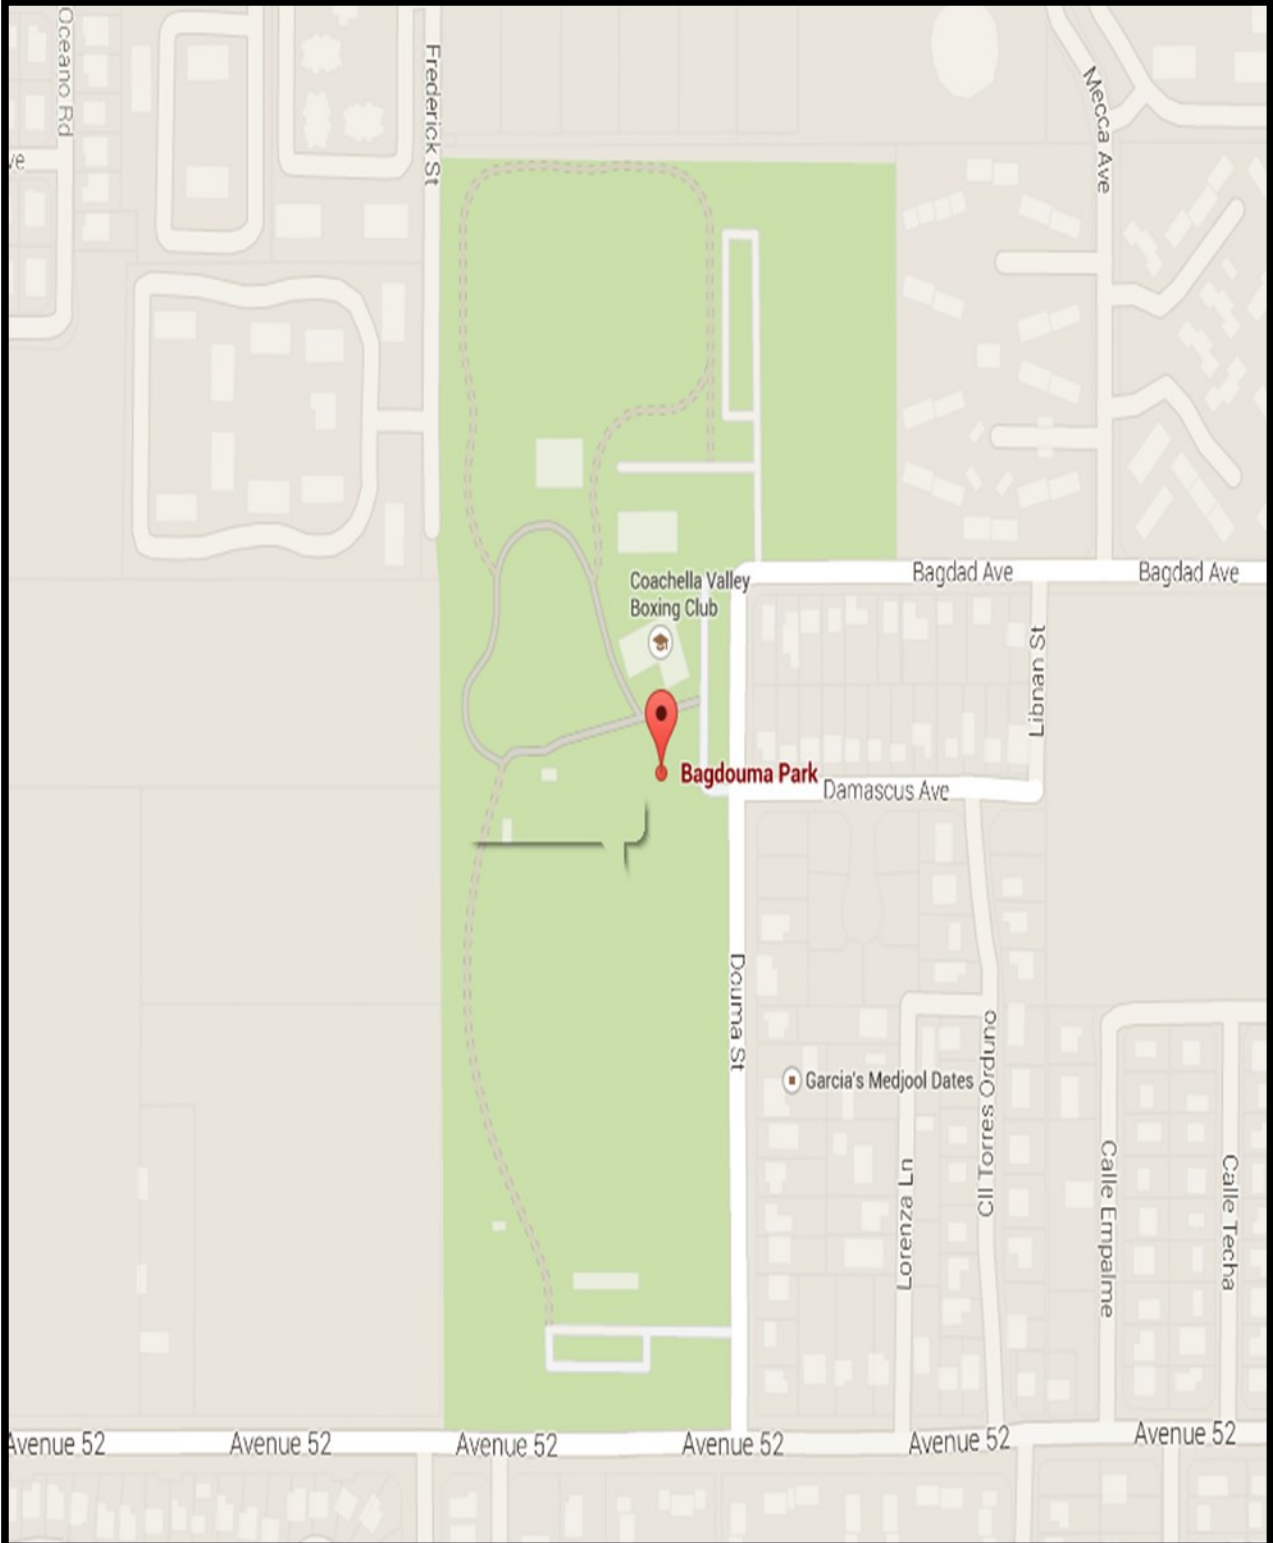 Oceano Rd
Frederick St
Mecca Ave
Coachella Valley
Boxing Club
Bagdad Ave
Bagdad Ave
Libnan St
Bagdouma Park
Damascus Ave
Douma St
Garcia's Medjool Dates
Cll Torres Orduno
Lorenza Ln
Calle Empalme
Calle Techa
Avenue 52
Avenue 52
Avenue 52
Avenue 52
Avenue 52
Avenue 52